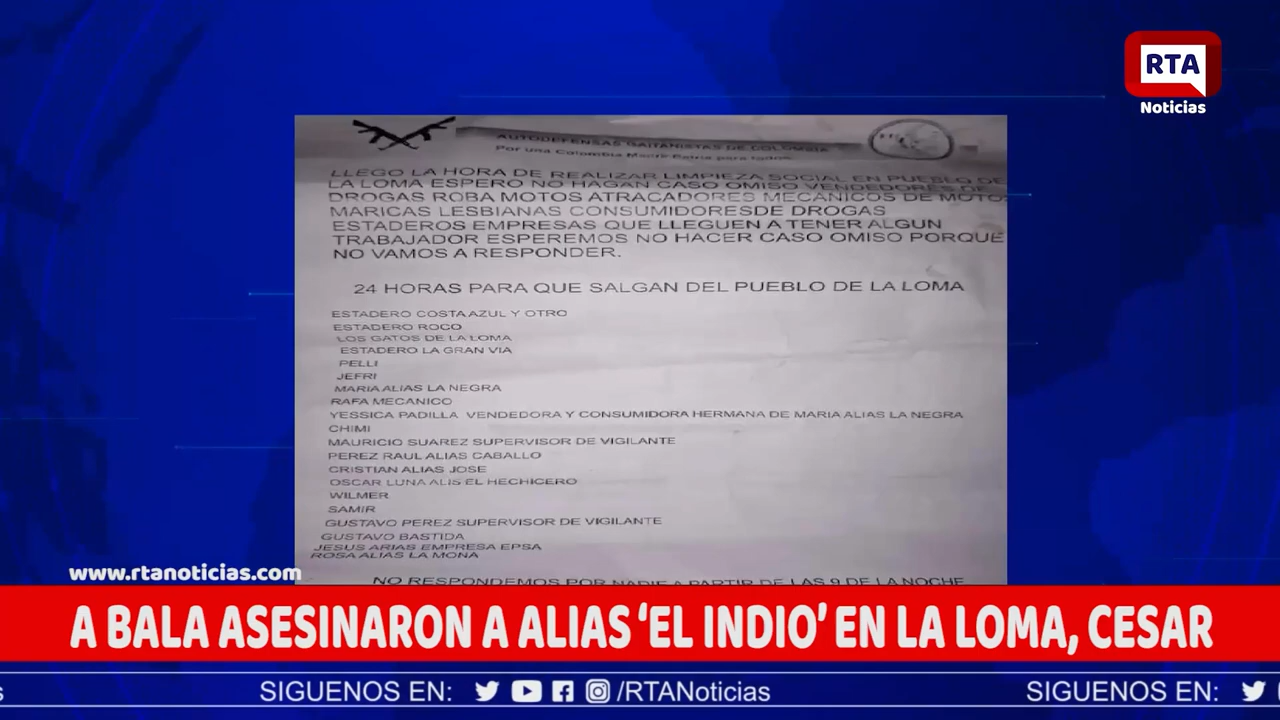 RTA
Noticias
AUTODEFENSAS GAITANISTAS DE COLOMBIA
Por una Colombia Madre Patria para todos
LLEGO LA HORA DE REALIZAR LIMPIEZA SOCIAL EN PUEBLO DE
LA LOMA ESPERO NO HAGAN CASO OMISO VENDEDORES DE
DROGAS ROBA MOTOS ATRACADORES MECANICOS DE MOTOS
MARICAS LESBIANAS CONSUMIDORESDE DROGAS
ESTADEROS EMPRESAS QUE LLEGUEN A TENER ALGUN
TRABAJADOR ESPEREMOS NO HACER CASO OMISO PORQUE
NO VAMOS A RESPONDER.
24 HORAS PARA QUE SALGAN DEL PUEBLO DE LA LOMA
ESTADERO COSTA AZUL Y OTRO
ESTADERO ROCO
LOS GATOS DE LA LOMA
ESTADERO LA GRAN VIA
PELLI
JEFRI
MARIA ALIAS LA NEGRA
RAFA MECANICO
YESSICA PADILLA VENDEDORA Y CONSUMIDORA HERMANA DE MARIA ALIAS LA NEGRA
CHIMI
MAURICIO SUAREZ SUPERVISOR DE VIGILANTE
PEREZ RAUL ALIAS CABALLO
CRISTIAN ALIAS JOSE
OSCAR LUNA ALIS EL HECHICERO
WILMER
SAMIR
GUSTAVO PEREZ SUPERVISOR DE VIGILANTE
GUSTAVO BASTIDA
JESUS ARIAS EMPRESA EPSA
ROSA ALIAS LA MONA
NO RESPONDEMOS POR NADIE A PARTIR DE LAS 9 DE LA NOCHE
www.rtanoticias.com
A BALA ASESINARON A ALIAS ‘EL INDIO’ EN LA LOMA, CESAR
s SIGUENOS EN: /RTANoticias SIGUENOS EN: